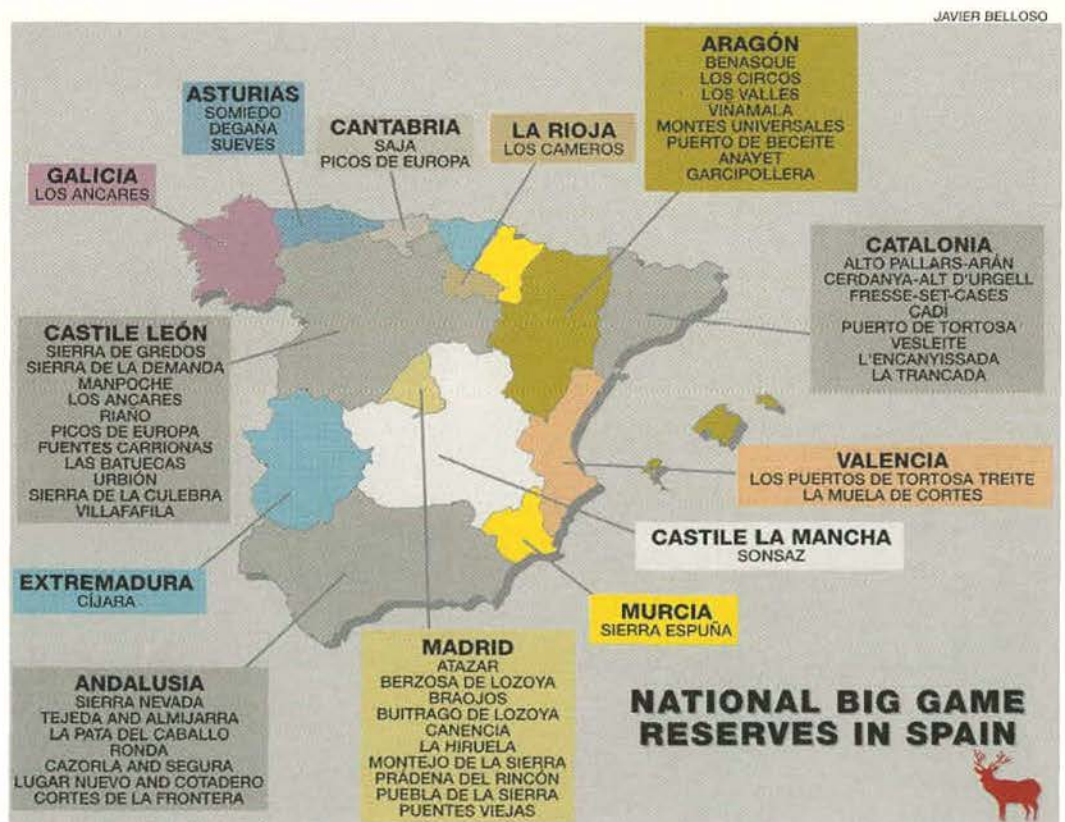 JAVIER BELLOSO
ARAGÓN
BENASQUE
LOS CIRCOS
LOS VALLES
VIÑAMALA
MONTES UNIVERSALES
PUERTO DE BECEITE
ANAYET
GARCIPOLLERA
ASTURIAS
SOMIEDO
DEGAÑA
SUEVES
CANTABRIA
SAJA
PICOS DE EUROPA
LA RIOJA
LOS CAMEROS
GALICIA
LOS ANCARES
CATALONIA
ALTO PALLARS-ARÁN
CERDANYA-ALT D'URGELL
FRESSE-SET-CASES
CADÍ
PUERTO DE TORTOSA
VESLEITE
L'ENCANYISSADA
LA TRANCADA
CASTILE LEÓN
SIERRA DE GREDOS
SIERRA DE LA DEMANDA
MANPOCHE
LOS ANCARES
RIAÑO
PICOS DE EUROPA
FUENTES CARRIONAS
LAS BATUECAS
URBIÓN
SIERRA DE LA CULEBRA
VILLAFAFILA
VALENCIA
LOS PUERTOS DE TORTOSA TREITE
LA MUELA DE CORTES
CASTILE LA MANCHA
SONSAZ
EXTREMADURA
CÍJARA
MURCIA
SIERRA ESPUÑA
MADRID
ATAZAR
BERZOSA DE LOZOYA
BRAOJOS
BUITRAGO DE LOZOYA
CANENCIA
LA HIRUELA
MONTEJO DE LA SIERRA
PRÁDENA DEL RINCÓN
PUEBLA DE LA SIERRA
PUENTES VIEJAS
ANDALUSIA
SIERRA NEVADA
TEJEDA AND ALMIJARRA
LA PATA DEL CABALLO
RONDA
CAZORLA AND SEGURA
LUGAR NUEVO AND COTADERO
CORTES DE LA FRONTERA
NATIONAL BIG GAME
RESERVES IN SPAIN